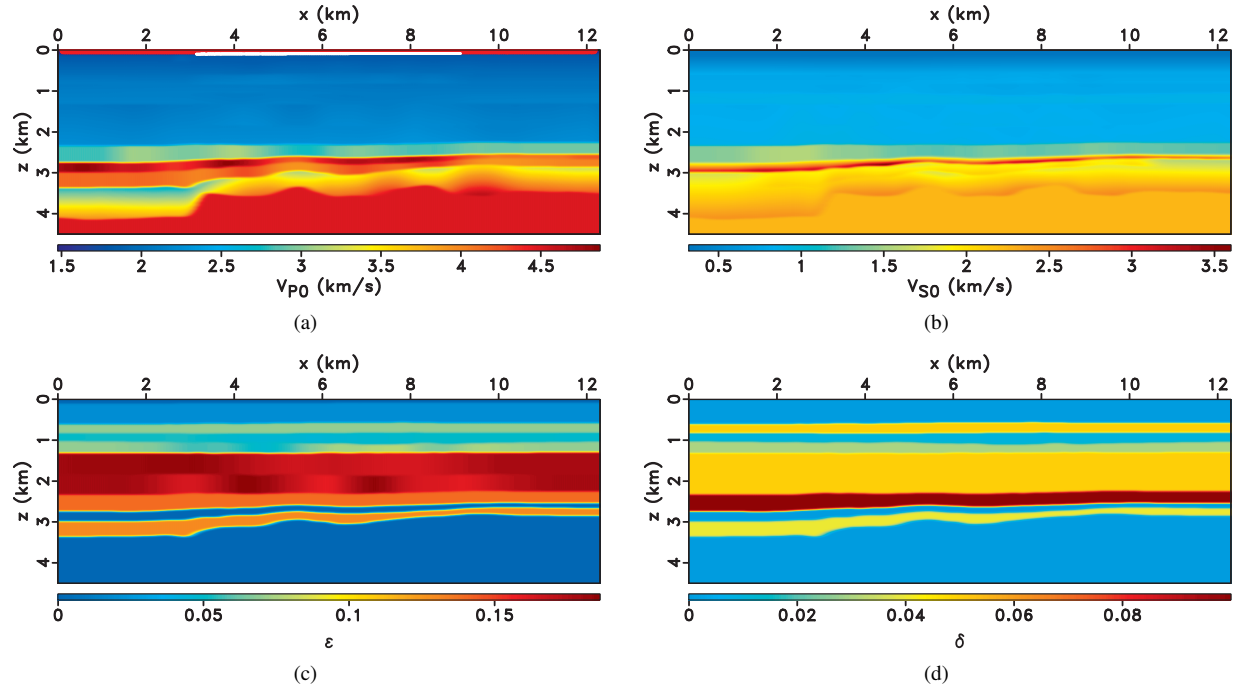 x (km)
0 2 4 6 8 10 12
z (km)
0
1
2
3
4
1.5 2 2.5 3 3.5 4 4.5
VP0 (km/s)
(a)
x (km)
0 2 4 6 8 10 12
z (km)
0
1
2
3
4
0.5 1 1.5 2 2.5 3 3.5
VS0 (km/s)
(b)
x (km)
0 2 4 6 8 10 12
z (km)
0
1
2
3
4
0 0.05 0.1 0.15
ε
(c)
x (km)
0 2 4 6 8 10 12
z (km)
0
1
2
3
4
0 0.02 0.04 0.06 0.08
δ
(d)